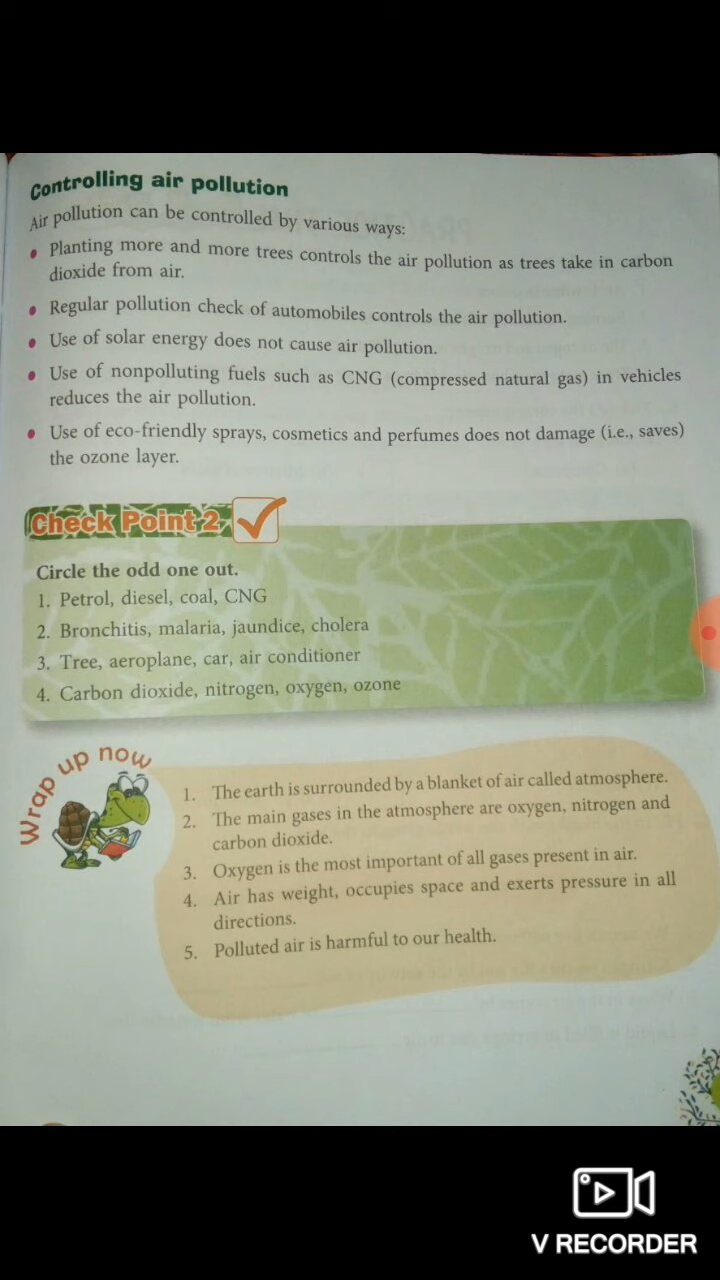 Controlling air pollution
Air pollution can be controlled by various ways:
• Planting more and more trees controls the air pollution as trees take in carbon
dioxide from air.
• Regular pollution check of automobiles controls the air pollution.
• Use of solar energy does not cause air pollution.
• Use of nonpolluting fuels such as CNG (compressed natural gas) in vehicles
reduces the air pollution.
• Use of eco-friendly sprays, cosmetics and perfumes does not damage (i.e., saves)
the ozone layer.
Check Point 2
Circle the odd one out.
1. Petrol, diesel, coal, CNG
2. Bronchitis, malaria, jaundice, cholera
3. Tree, aeroplane, car, air conditioner
4. Carbon dioxide, nitrogen, oxygen, ozone
Wrap up now
1. The earth is surrounded by a blanket of air called atmosphere.
2. The main gases in the atmosphere are oxygen, nitrogen and
carbon dioxide.
3. Oxygen is the most important of all gases present in air.
4. Air has weight, occupies space and exerts pressure in all
directions.
5. Polluted air is harmful to our health.
V RECORDER